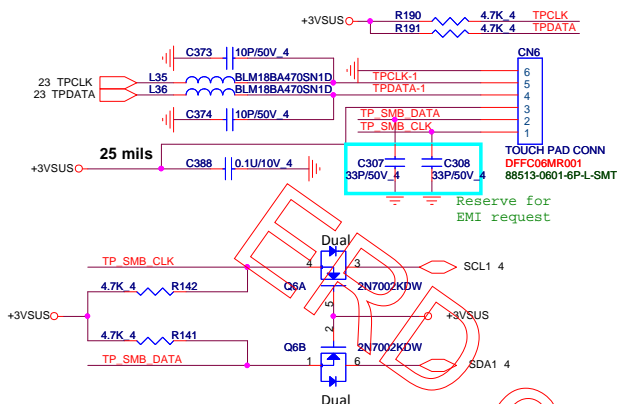 +3VSUS R190 4.7K_4 TPCLK
R191 4.7K_4 TPDATA
C373 10P/50V_4 CN6
23 TPCLK L35 BLM18BA470SN1D TPCLK-1 6
23 TPDATA L36 BLM18BA470SN1D TPDATA-1 5
4
3
TP_SMB_DATA 2
TP_SMB_CLK 1
C374 10P/50V_4
TOUCH PAD CONN
DFFC06MR001
88513-0601-6P-L-SMT
25 mils
+3VSUS C388 0.1U/10V_4
C307 C308
33P/50V_4 33P/50V_4
Reserve for
EMI request
Dual
TP_SMB_CLK 4 3 SCL1 4
4.7K_4 R142 Q6A 2N7002KDW
5
+3VSUS +3VSUS
2
4.7K_4 R141 Q6B 2N7002KDW
TP_SMB_DATA 1 6 SDA1 4
Dual